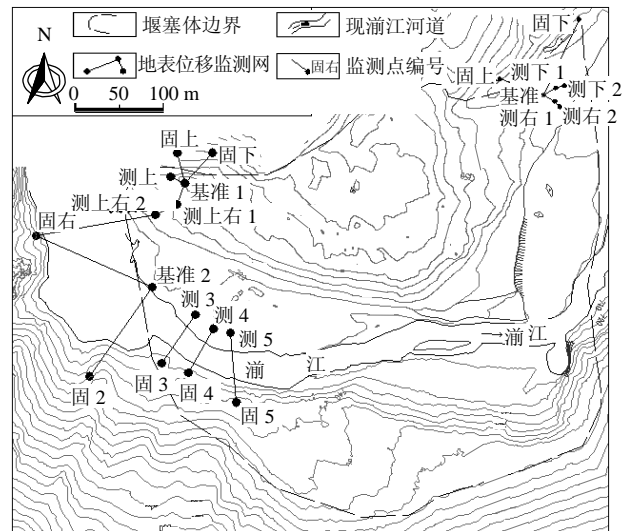 N
堰塞体边界
现湔江河道
地表位移监测网
固右
监测点编号
0 50 100 m
固下
固上
测下 1
基准
测下 2
测右 1
测右 2
固上
固下
测上
基准 1
测上右 2
测上右 1
固右
基准 2
测 3
测 4
测 5
→湔江
湔 江
固 2
固 3
固 4
固 5